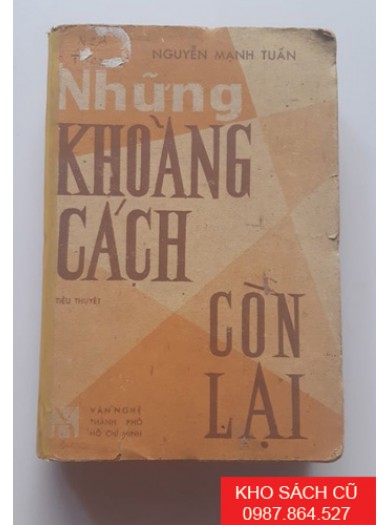 NGUYỄN MẠNH TUẤN
Những
KHOẢNG
CÁCH
TIỂU THUYẾT
CÒN
LẠI
VĂN NGHỆ
THÀNH PHỐ
HỒ CHÍ MINH
KHO SÁCH CŨ
0987.864.527